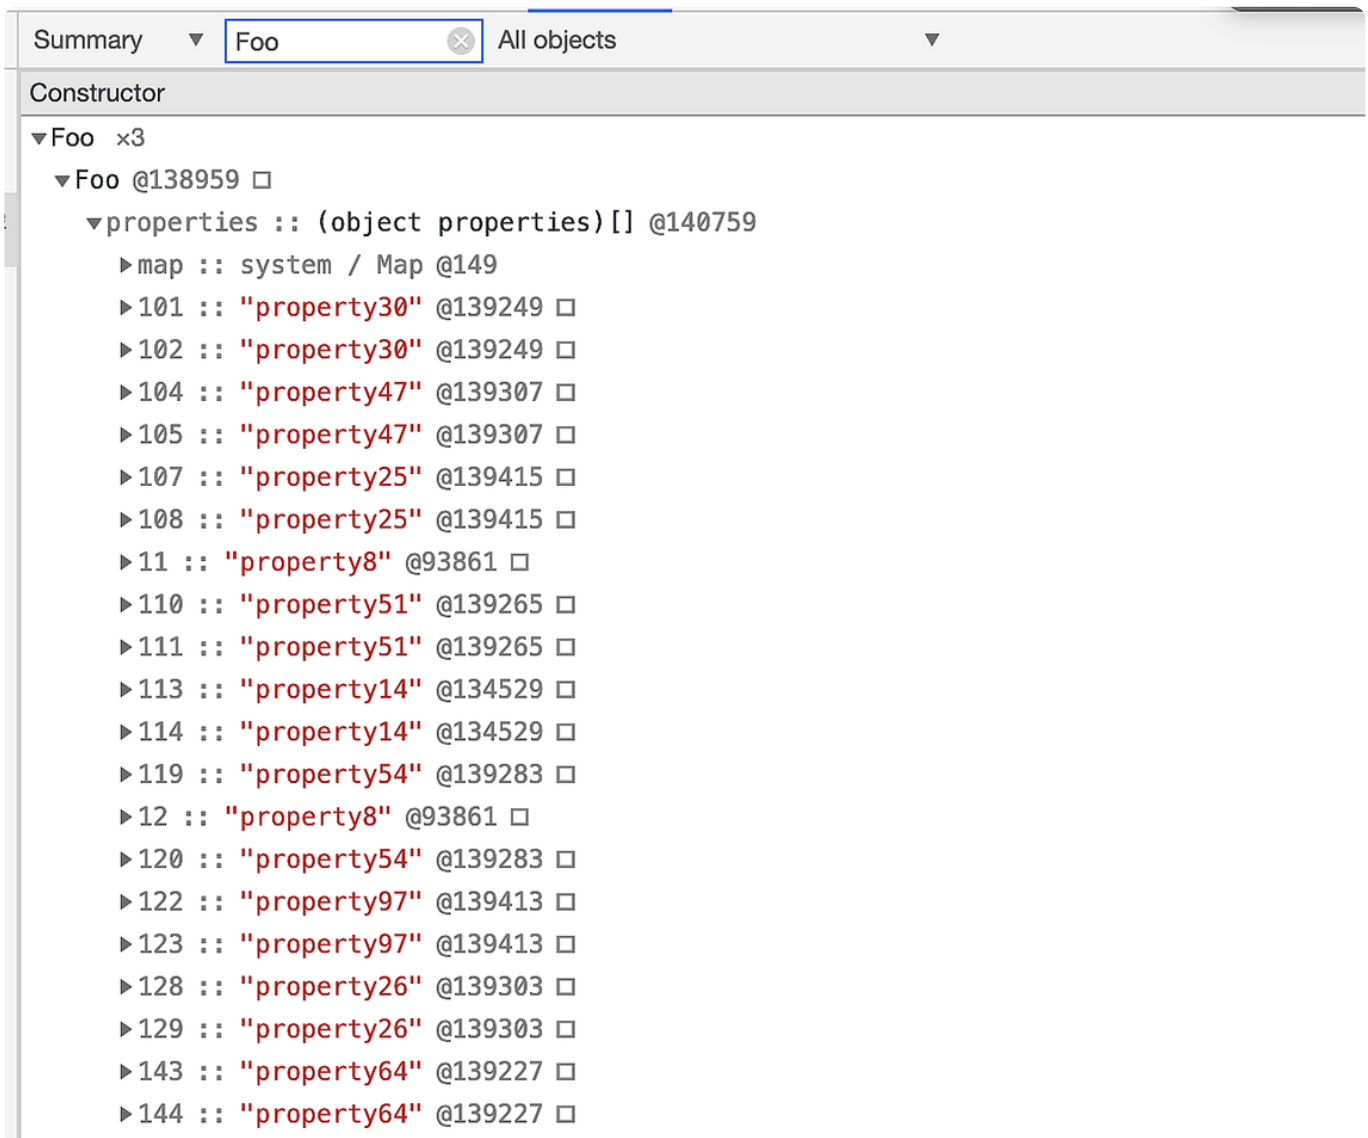 Summary ▼ Foo All objects ▼
Constructor
▼Foo ×3
▼Foo @138959 □
▼properties :: (object properties)[] @140759
▶map :: system / Map @149
▶101 :: "property30" @139249 □
▶102 :: "property30" @139249 □
▶104 :: "property47" @139307 □
▶105 :: "property47" @139307 □
▶107 :: "property25" @139415 □
▶108 :: "property25" @139415 □
▶11 :: "property8" @93861 □
▶110 :: "property51" @139265 □
▶111 :: "property51" @139265 □
▶113 :: "property14" @134529 □
▶114 :: "property14" @134529 □
▶119 :: "property54" @139283 □
▶12 :: "property8" @93861 □
▶120 :: "property54" @139283 □
▶122 :: "property97" @139413 □
▶123 :: "property97" @139413 □
▶128 :: "property26" @139303 □
▶129 :: "property26" @139303 □
▶143 :: "property64" @139227 □
▶144 :: "property64" @139227 □